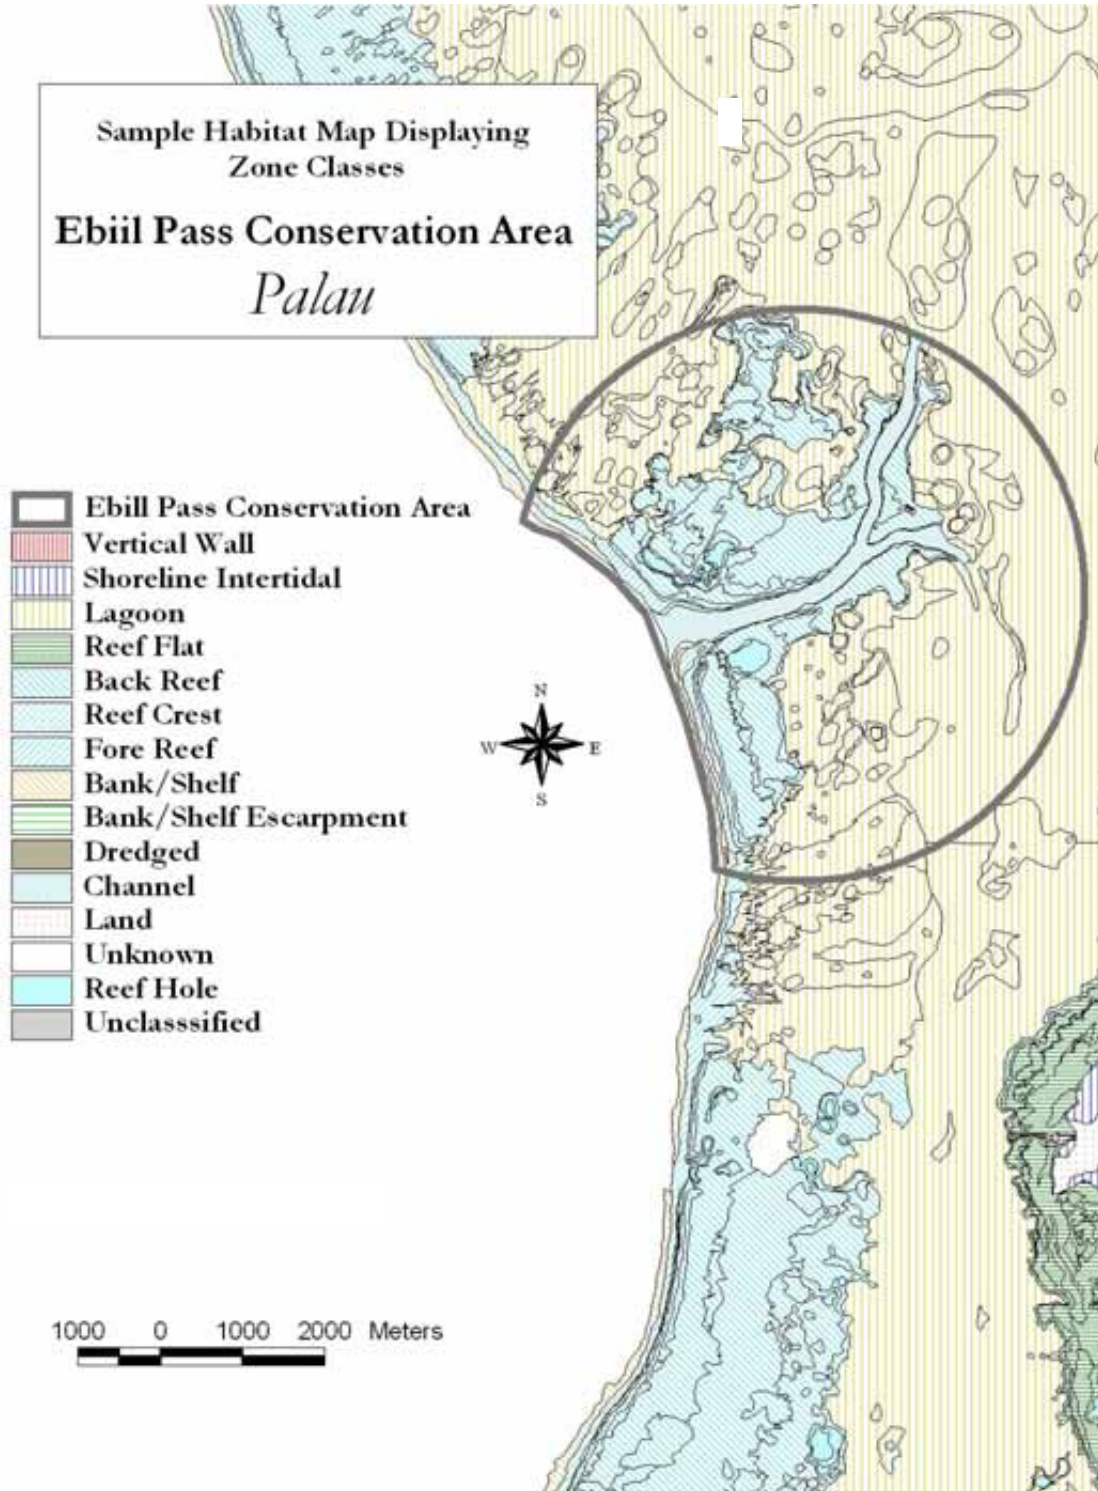 Sample Habitat Map Displaying
Zone Classes
Ebiil Pass Conservation Area
Palau
Ebill Pass Conservation Area
Vertical Wall
Shoreline Intertidal
Lagoon
Reef Flat
Back Reef
Reef Crest
Fore Reef
Bank/Shelf
Bank/Shelf Escarpment
Dredged
Channel
Land
Unknown
Reef Hole
Unclasssified
N
W E
S
1000 0 1000 2000 Meters